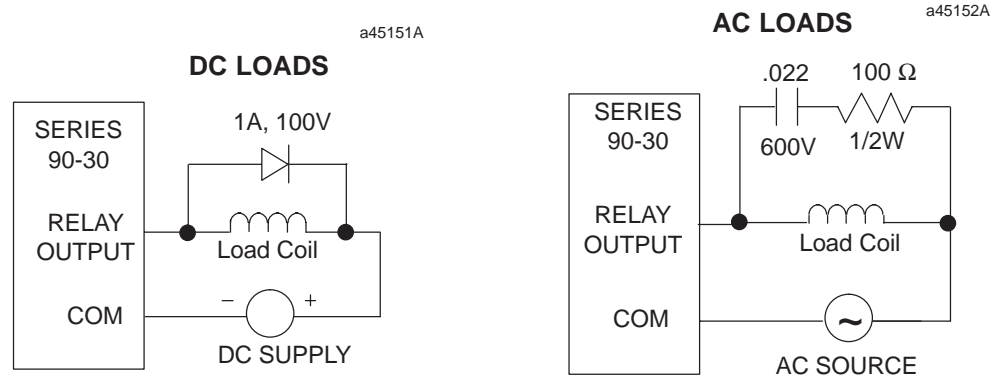 a45151A
DC LOADS
SERIES
90-30
1A, 100V
RELAY
OUTPUT
Load Coil
COM
− +
DC SUPPLY
a45152A
AC LOADS
.022 100 Ω
SERIES
90-30
600V 1/2W
RELAY
OUTPUT
Load Coil
COM
~
AC SOURCE